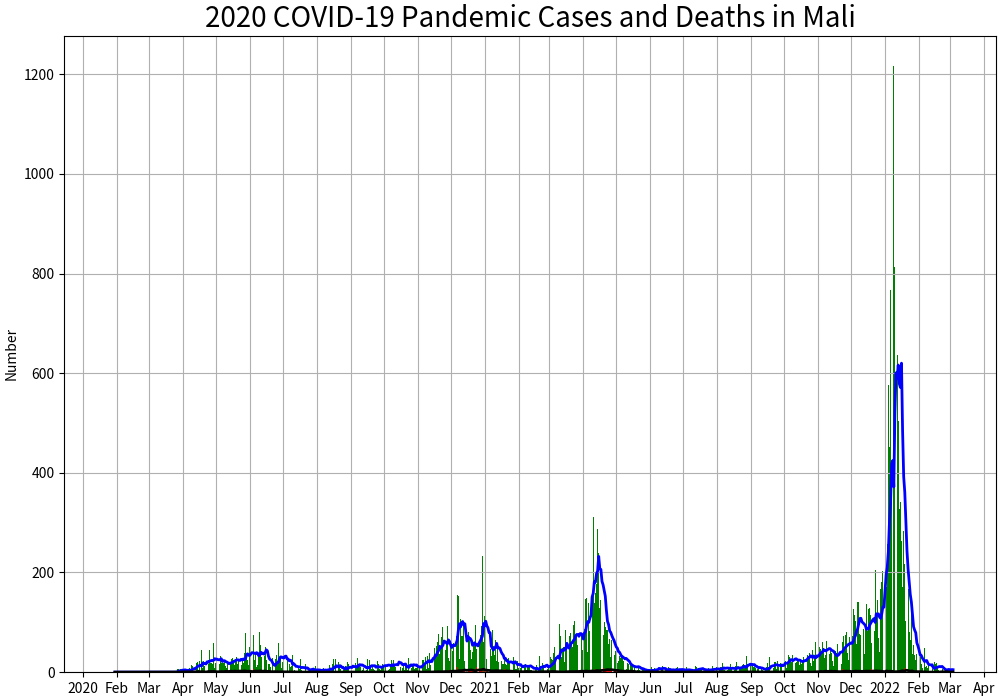 2020 COVID-19 Pandemic Cases and Deaths in Mali
1200
1000
800
600
400
200
0
Number
2020 Feb Mar Apr May Jun Jul Aug Sep Oct Nov Dec 2021 Feb Mar Apr May Jun Jul Aug Sep Oct Nov Dec 2022 Feb Mar Apr